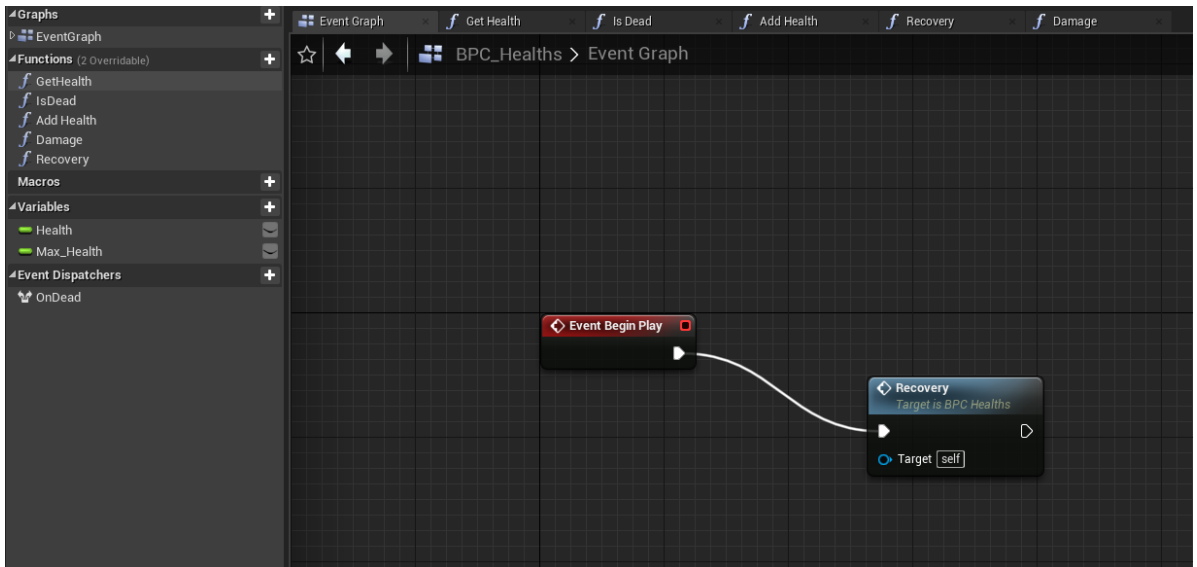 Graphs
EventGraph
Functions (2 Overridable)
GetHealth
IsDead
Add Health
Damage
Recovery
Macros
Variables
Health
Max_Health
Event Dispatchers
OnDead
Event Graph
Get Health
Is Dead
Add Health
Recovery
Damage
BPC_Healths > Event Graph
Event Begin Play
Recovery
Target is BPC Healths
Target self